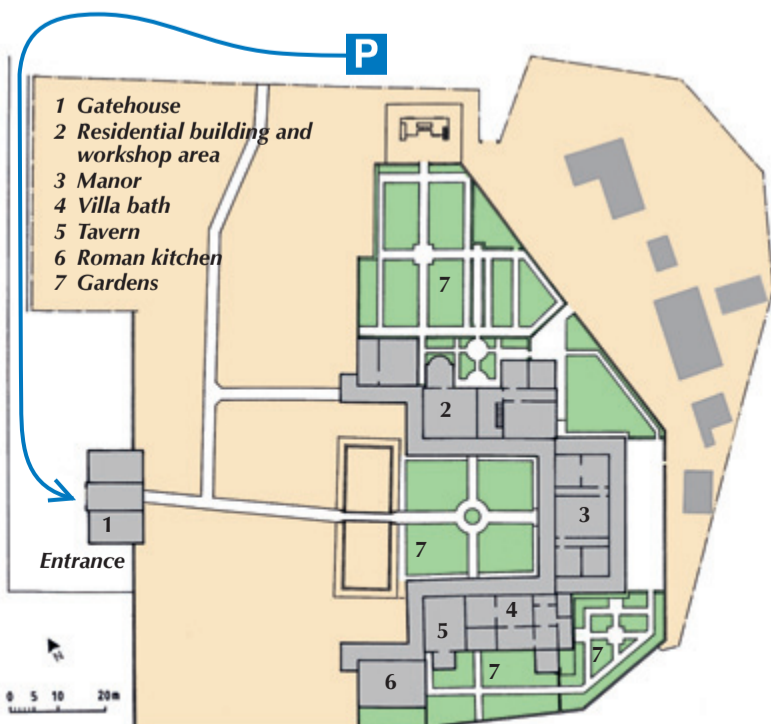 P
1 Gatehouse
2 Residential building and
workshop area
3 Manor
4 Villa bath
5 Tavern
6 Roman kitchen
7 Gardens
7
2
3
1
7
Entrance
4
5
7
7
6
N
0 5 10 20m